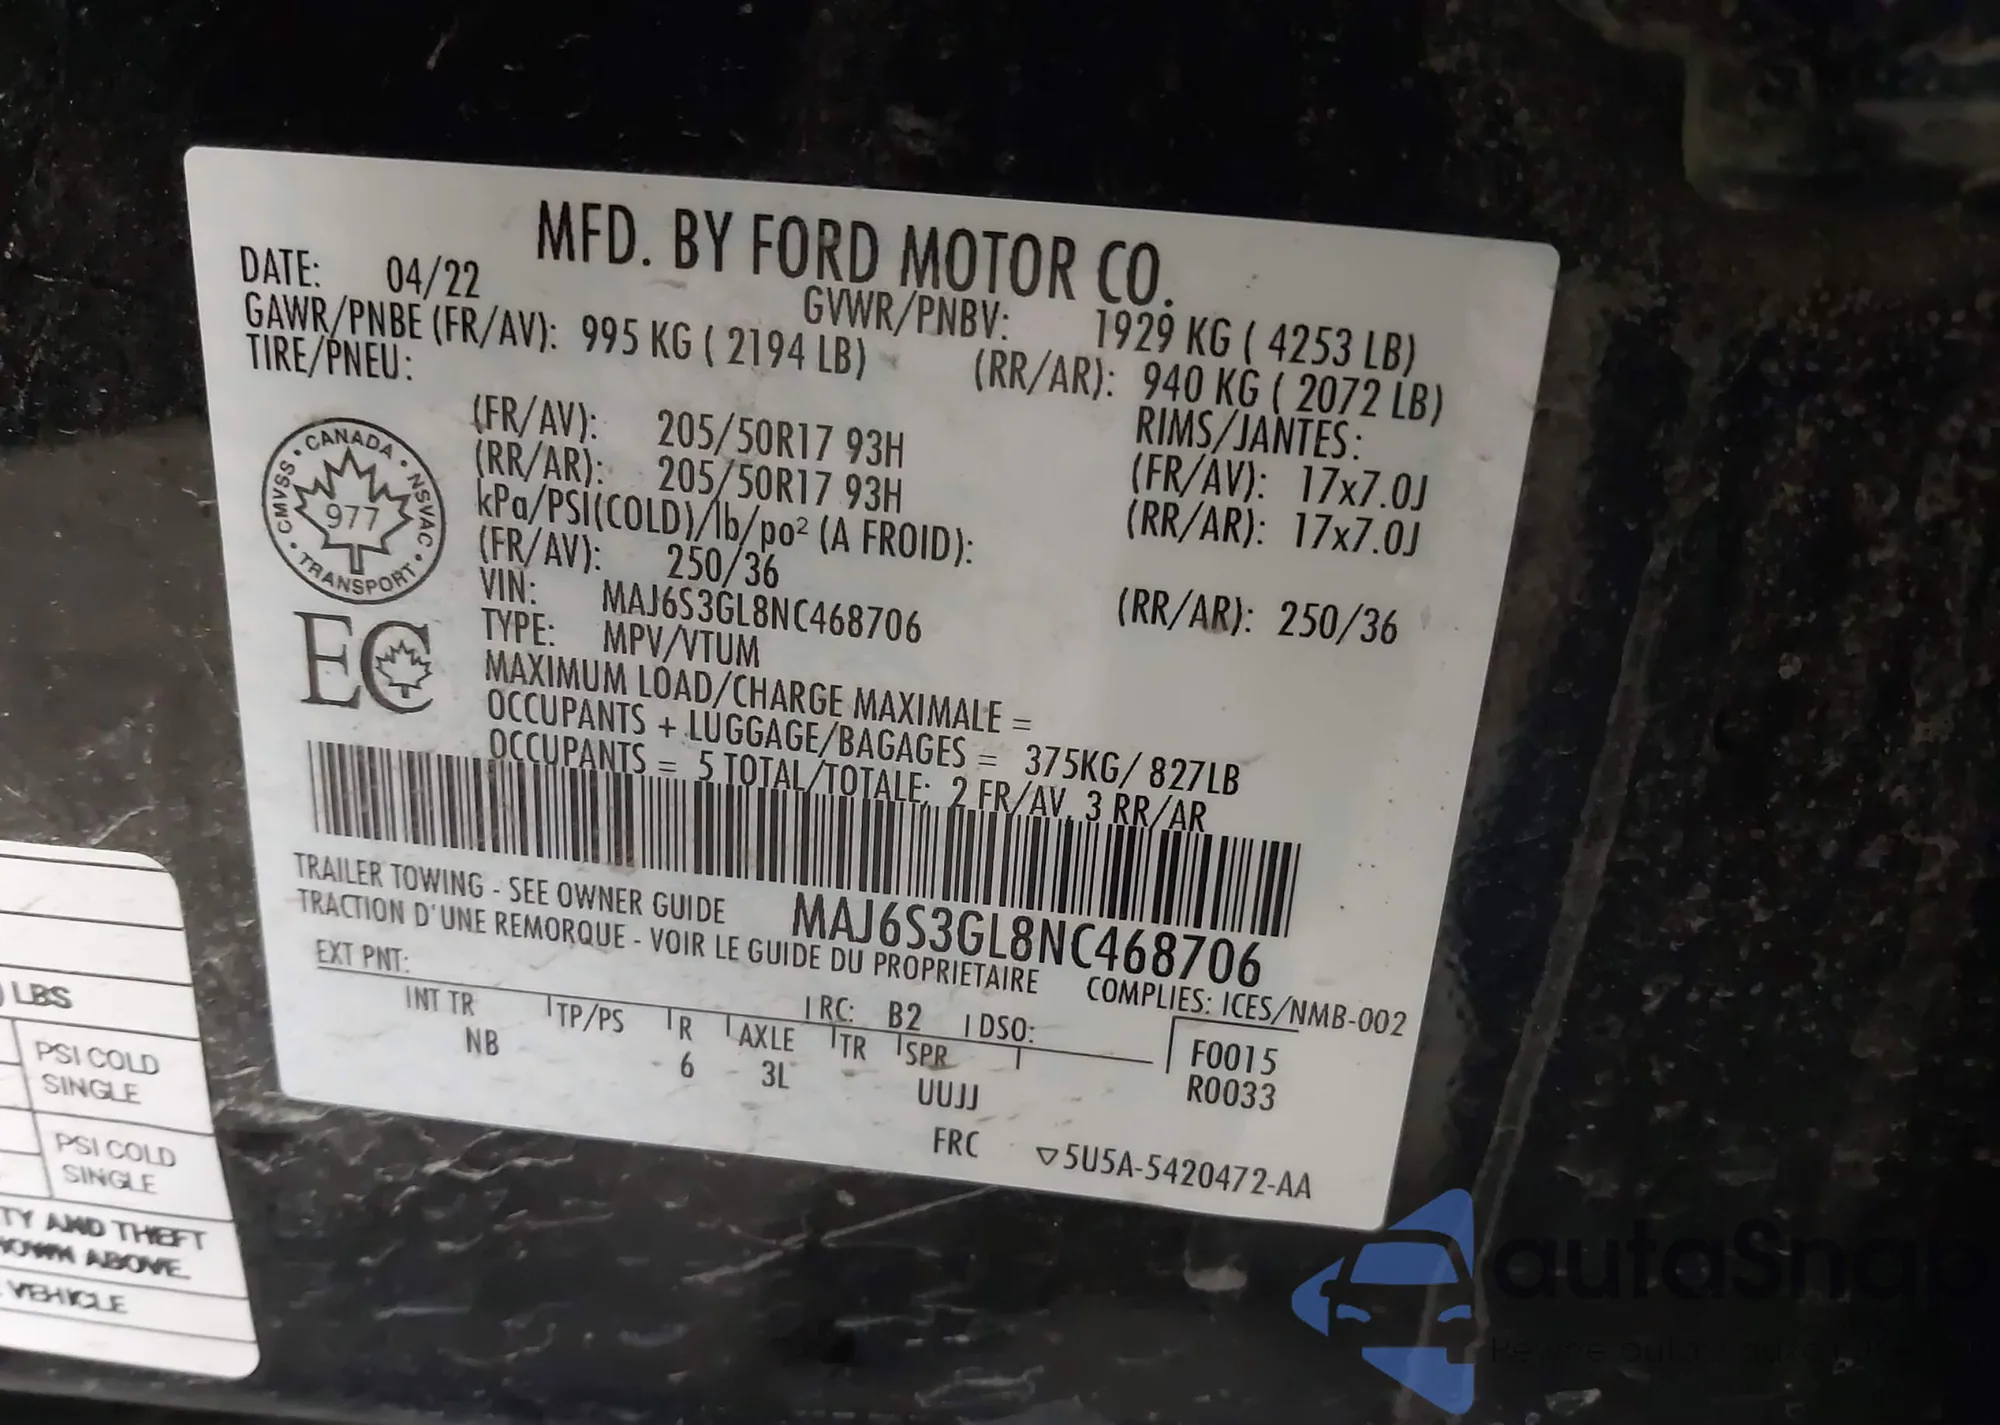 MFD. BY FORD MOTOR CO.
DATE: 04/22 GVWR/PNBV: 1929 KG ( 4253 LB)
GAWR/PNBE (FR/AV): 995 KG ( 2194 LB) (RR/AR): 940 KG ( 2072 LB)
TIRE/PNEU: RIMS/JANTES:
(FR/AV): 205/50R17 93H (FR/AV): 17x7.0J
(RR/AR): 205/50R17 93H (RR/AR): 17x7.0J
kPa/PSI(COLD)/lb/po² (A FROID):
(FR/AV): 250/36 (RR/AR): 250/36
VIN: MAJ6S3GL8NC468706
TYPE: MPV/VTUM
MAXIMUM LOAD/CHARGE MAXIMALE =
OCCUPANTS + LUGGAGE/BAGAGES = 375KG/ 827LB
OCCUPANTS = 5 TOTAL/TOTALE; 2 FR/AV, 3 RR/AR
CANADA • NSVAC • TRANSPORT • CMVSS •
977
EC
TRAILER TOWING - SEE OWNER GUIDE MAJ6S3GL8NC468706
TRACTION D'UNE REMORQUE - VOIR LE GUIDE DU PROPRIETAIRE COMPLIES: ICES/NMB-002
EXT PNT: RC: B2 DSO:
INT TR TP/PS R AXLE TR SPR F0015
NB 6 3L UUJJ R0033
FRC ▽5U5A-5420472-AA
) LBS
PSI COLD
SINGLE
PSI COLD
SINGLE
TY AND THEFT
OWN ABOVE
VEHICLE
autaSnap